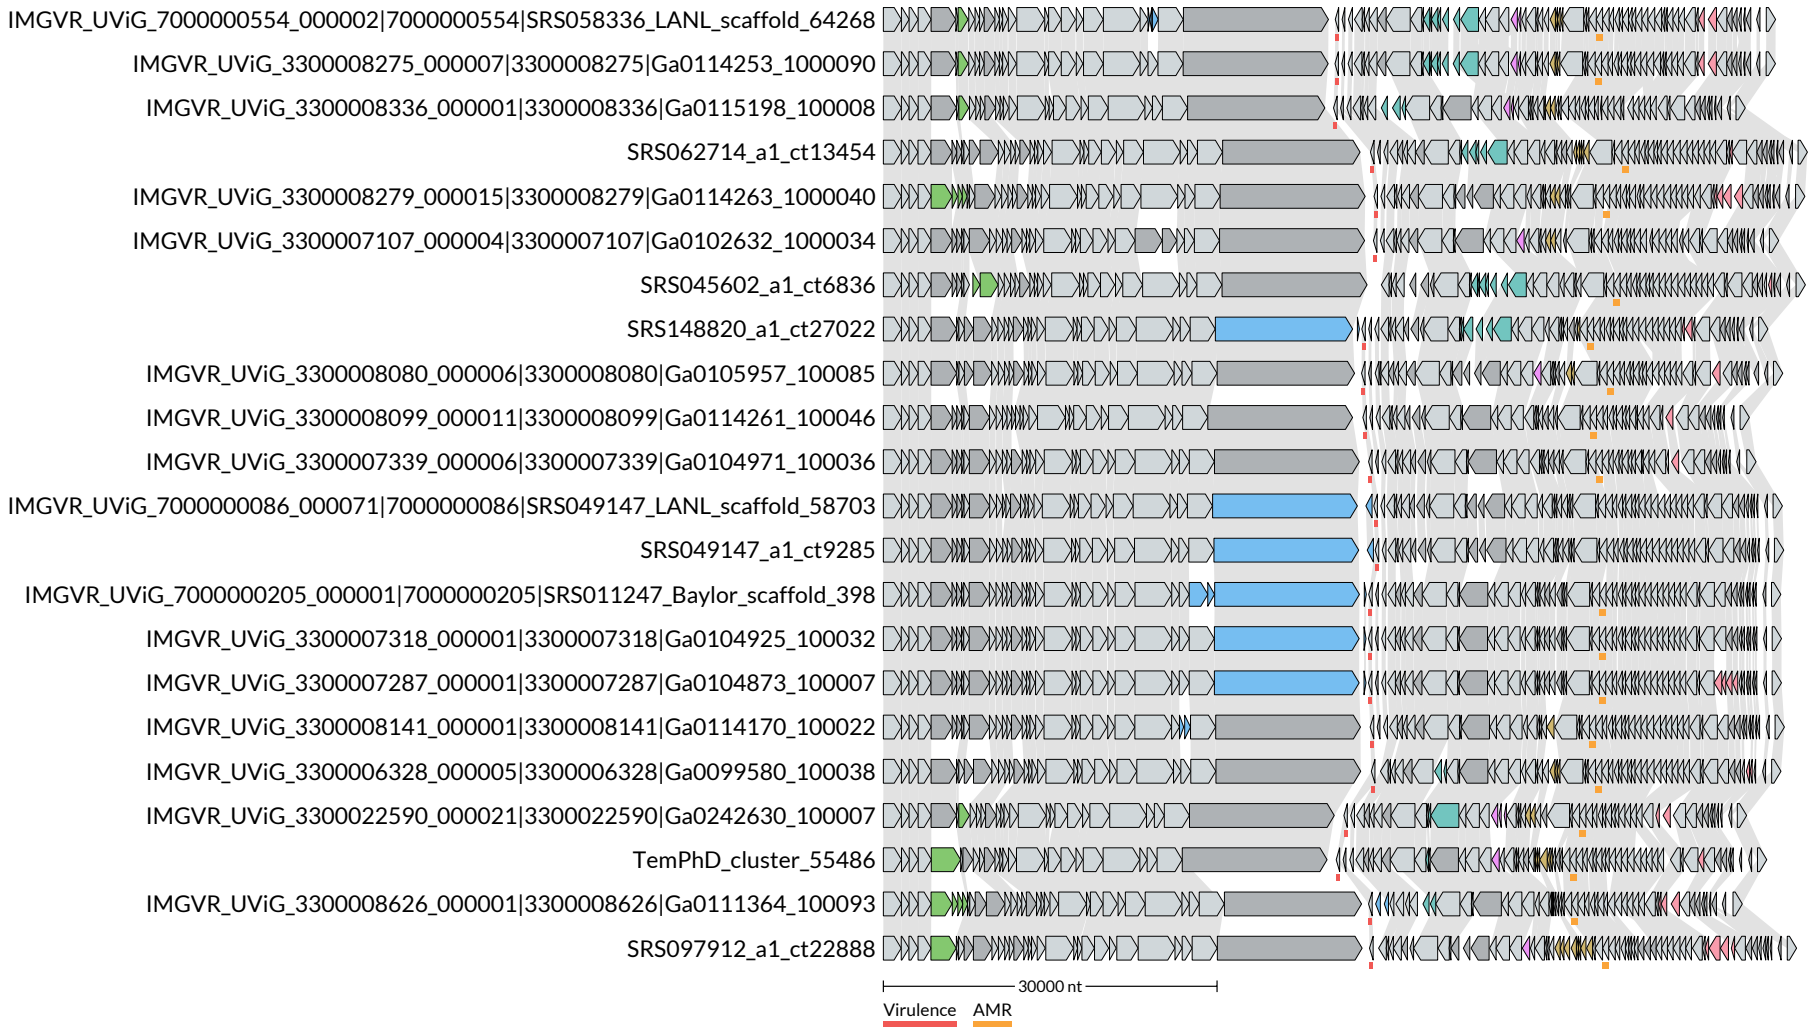 IMGVR_UViG_7000000554_000002|7000000554|SRS058336_LANL_scaffold_64268
IMGVR_UViG_3300008275_000007|3300008275|Ga0114253_1000090
IMGVR_UViG_3300008336_000001|3300008336|Ga0115198_100008
SRS062714_a1_ct13454
IMGVR_UViG_3300008279_000015|3300008279|Ga0114263_1000040
IMGVR_UViG_3300007107_000004|3300007107|Ga0102632_1000034
SRS045602_a1_ct6836
SRS148820_a1_ct27022
IMGVR_UViG_3300008080_000006|3300008080|Ga0105957_100085
IMGVR_UViG_3300008099_000011|3300008099|Ga0114261_100046
IMGVR_UViG_3300007339_000006|3300007339|Ga0104971_100036
IMGVR_UViG_7000000086_000071|7000000086|SRS049147_LANL_scaffold_58703
SRS049147_a1_ct9285
IMGVR_UViG_7000000205_000001|7000000205|SRS011247_Baylor_scaffold_398
IMGVR_UViG_3300007318_000001|3300007318|Ga0104925_100032
IMGVR_UViG_3300007287_000001|3300007287|Ga0104873_100007
IMGVR_UViG_3300008141_000001|3300008141|Ga0114170_100022
IMGVR_UViG_3300006328_000005|3300006328|Ga0099580_100038
IMGVR_UViG_3300022590_000021|3300022590|Ga0242630_100007
TemPhD_cluster_55486
IMGVR_UViG_3300008626_000001|3300008626|Ga0111364_100093
SRS097912_a1_ct22888
30000 nt
Virulence AMR